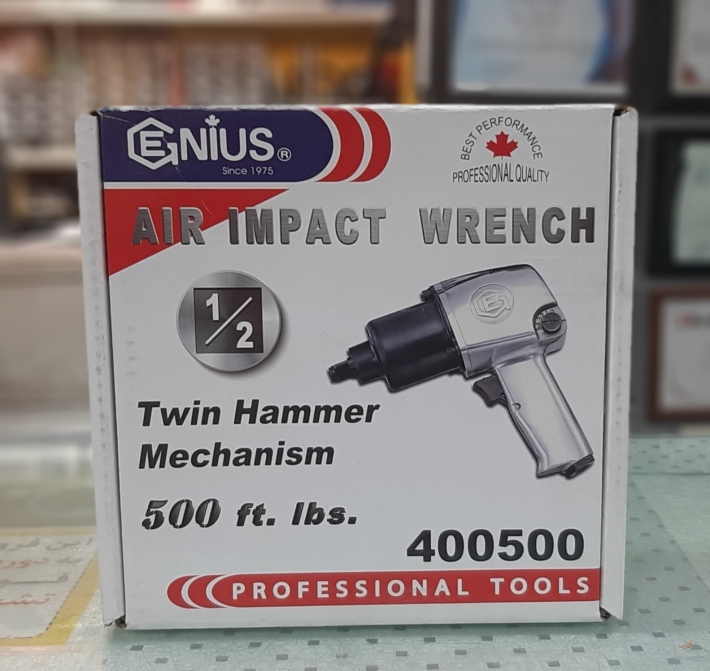 GENIUS®
Since 1975
BEST PERFORMANCE
PROFESSIONAL QUALITY
AIR IMPACT WRENCH
1/2
Twin Hammer
Mechanism
500 ft. lbs.
400500
PROFESSIONAL TOOLS